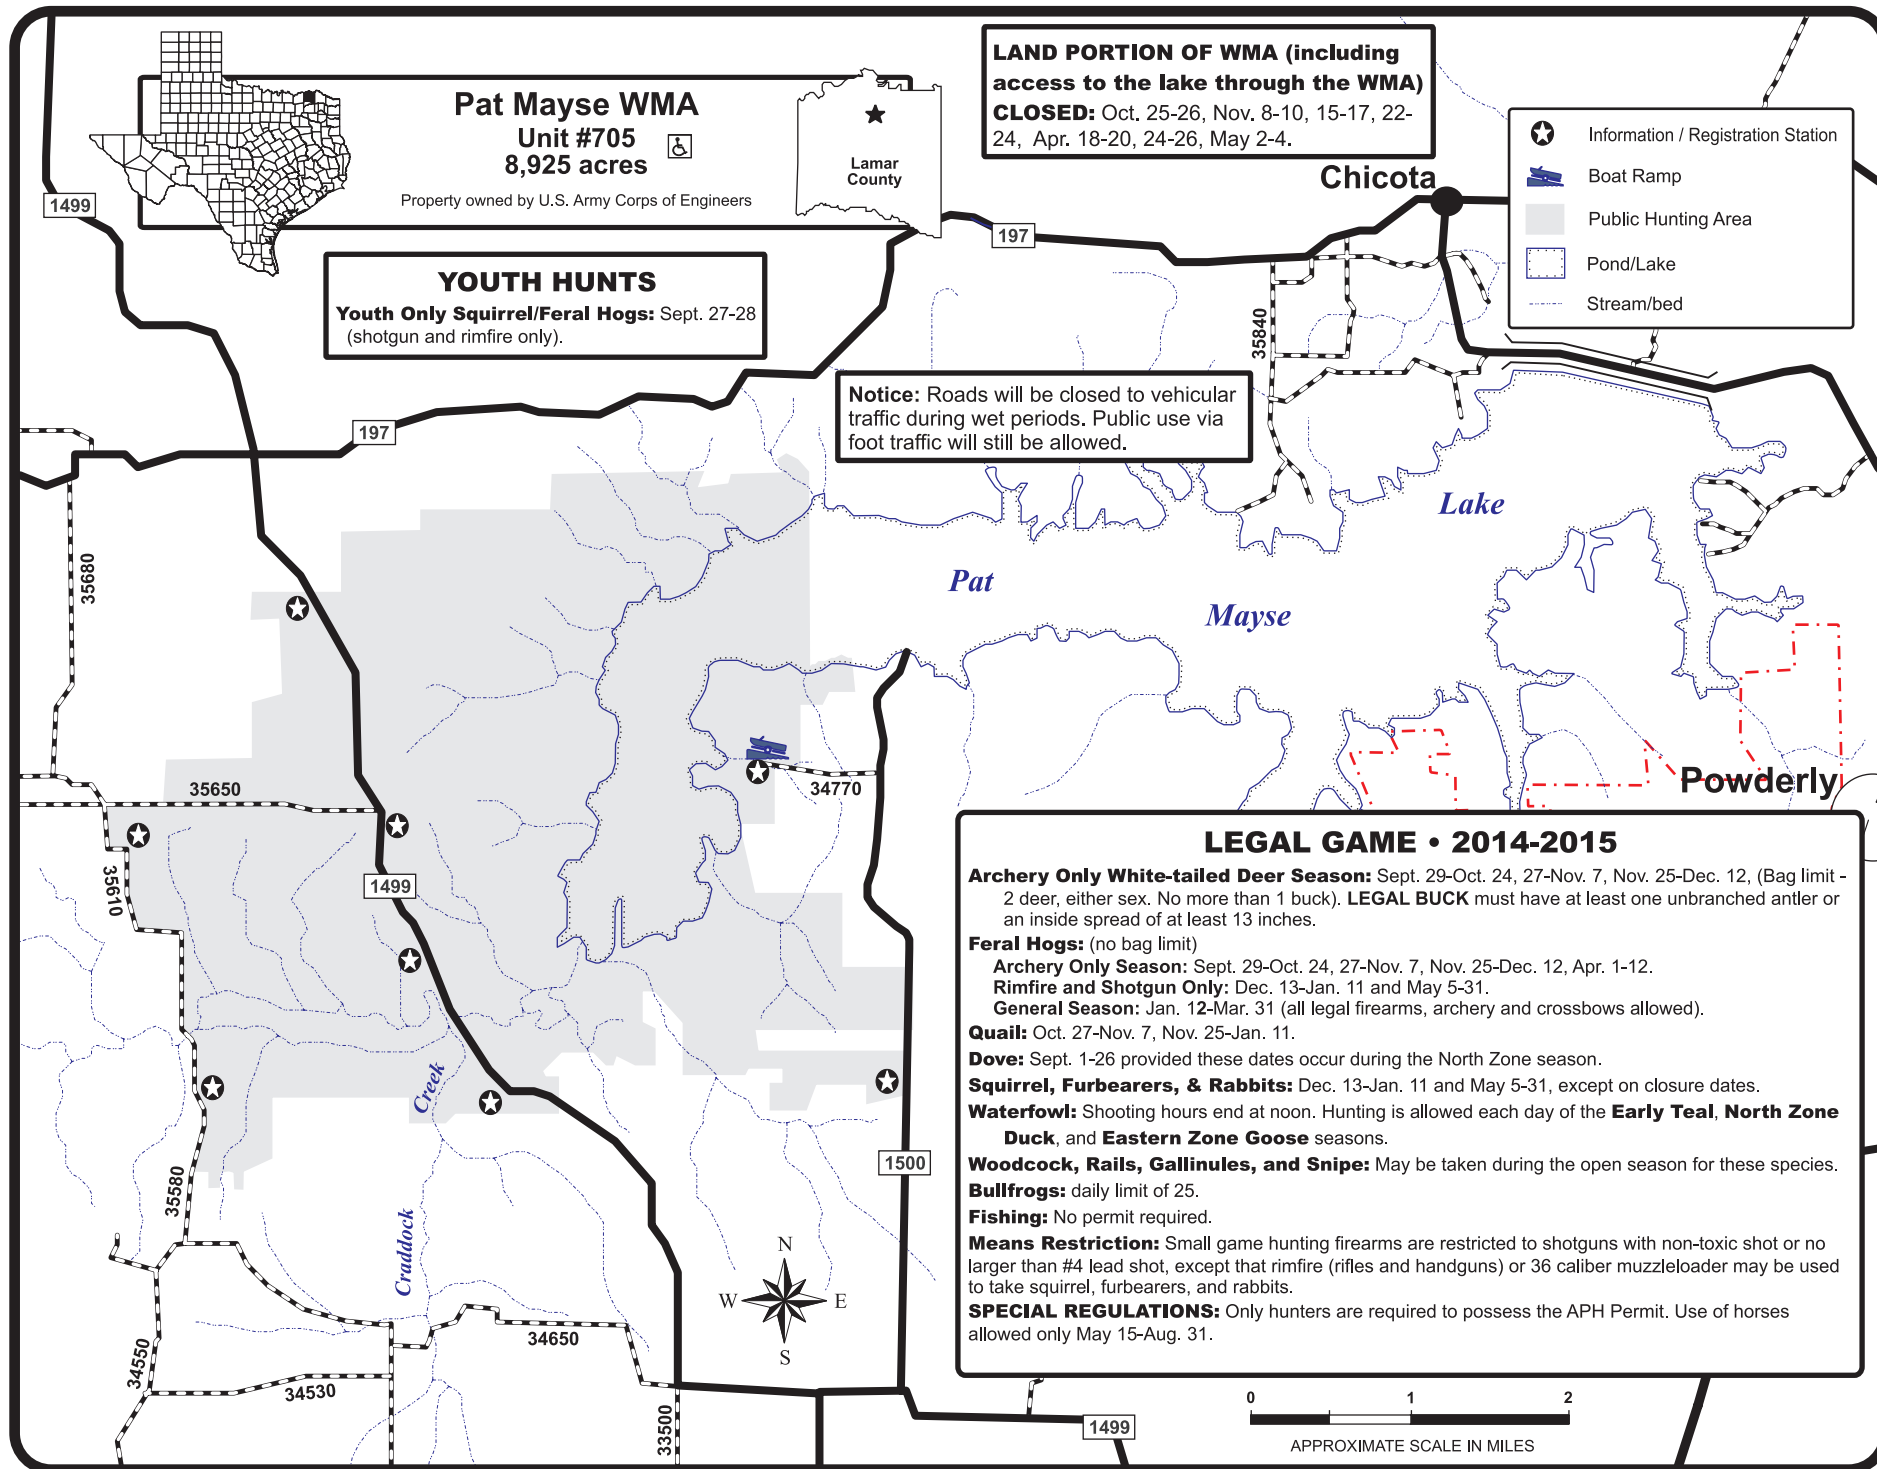 Pat Mayse WMA
Unit #705
8,925 acres
Property owned by U.S. Army Corps of Engineers
Lamar
County
LAND PORTION OF WMA (including
access to the lake through the WMA)
CLOSED: Oct. 25-26, Nov. 8-10, 15-17, 22-
24, Apr. 18-20, 24-26, May 2-4.
Information / Registration Station
Boat Ramp
Public Hunting Area
Pond/Lake
Stream/bed
Chicota
1499
197
YOUTH HUNTS
Youth Only Squirrel/Feral Hogs: Sept. 27-28
(shotgun and rimfire only).
35840
Notice: Roads will be closed to vehicular
traffic during wet periods. Public use via
foot traffic will still be allowed.
197
Lake
Pat
Mayse
35680
35650
34770
Powderly
35610
1499
Creek
35580
1500
Craddock
N
W
E
S
34550
34650
34530
33500
1499
LEGAL GAME • 2014-2015
Archery Only White-tailed Deer Season: Sept. 29-Oct. 24, 27-Nov. 7, Nov. 25-Dec. 12, (Bag limit -
2 deer, either sex. No more than 1 buck). LEGAL BUCK must have at least one unbranched antler or
an inside spread of at least 13 inches.
Feral Hogs: (no bag limit)
Archery Only Season: Sept. 29-Oct. 24, 27-Nov. 7, Nov. 25-Dec. 12, Apr. 1-12.
Rimfire and Shotgun Only: Dec. 13-Jan. 11 and May 5-31.
General Season: Jan. 12-Mar. 31 (all legal firearms, archery and crossbows allowed).
Quail: Oct. 27-Nov. 7, Nov. 25-Jan. 11.
Dove: Sept. 1-26 provided these dates occur during the North Zone season.
Squirrel, Furbearers, & Rabbits: Dec. 13-Jan. 11 and May 5-31, except on closure dates.
Waterfowl: Shooting hours end at noon. Hunting is allowed each day of the Early Teal, North Zone
Duck, and Eastern Zone Goose seasons.
Woodcock, Rails, Gallinules, and Snipe: May be taken during the open season for these species.
Bullfrogs: daily limit of 25.
Fishing: No permit required.
Means Restriction: Small game hunting firearms are restricted to shotguns with non-toxic shot or no
larger than #4 lead shot, except that rimfire (rifles and handguns) or 36 caliber muzzleloader may be used
to take squirrel, furbearers, and rabbits.
SPECIAL REGULATIONS: Only hunters are required to possess the APH Permit. Use of horses
allowed only May 15-Aug. 31.
0 1 2
APPROXIMATE SCALE IN MILES